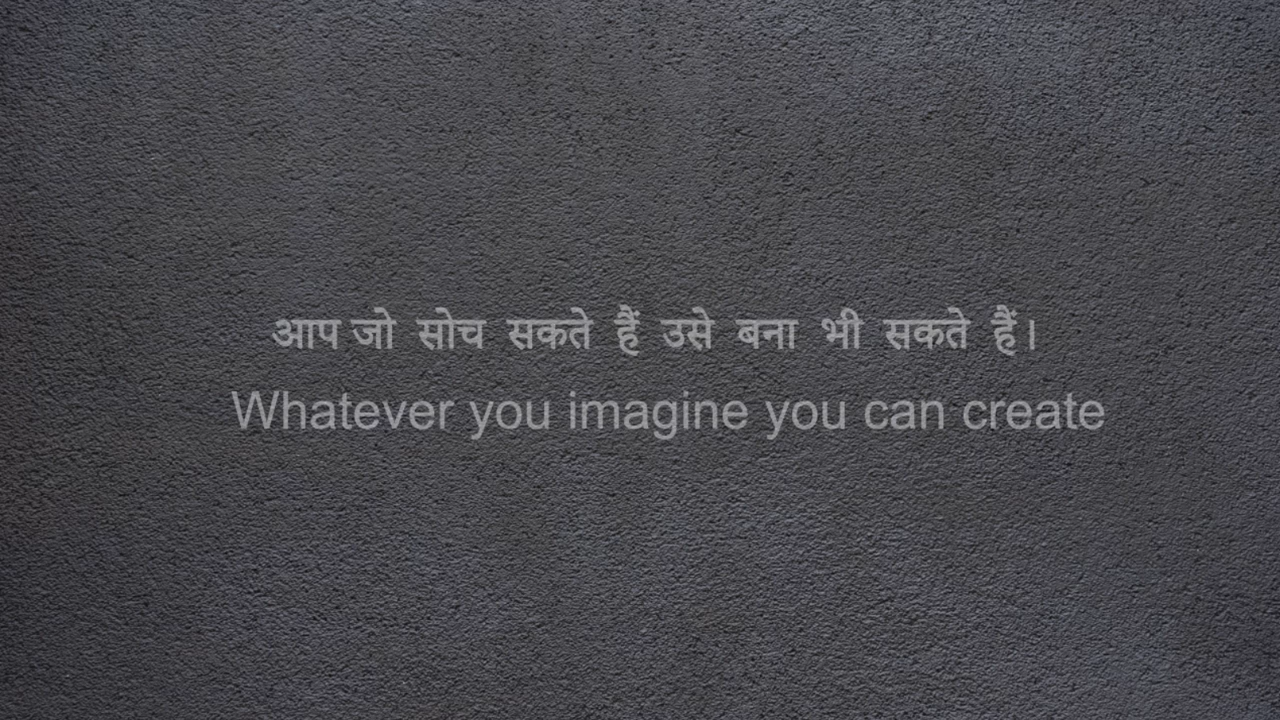 आप जो सोच सकते हैं उसे बना भी सकते हैं।
Whatever you imagine you can create